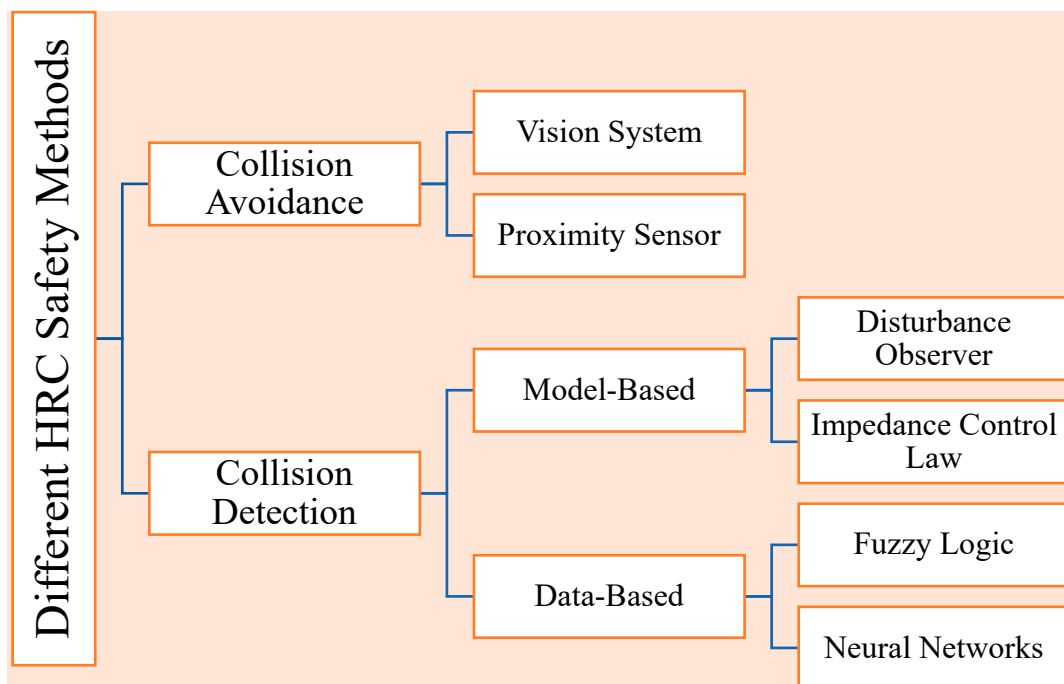 Different HRC Safety Methods
Collision
Avoidance
Vision System
Proximity Sensor
Collision
Detection
Model-Based
Disturbance
Observer
Impedance Control
Law
Data-Based
Fuzzy Logic
Neural Networks